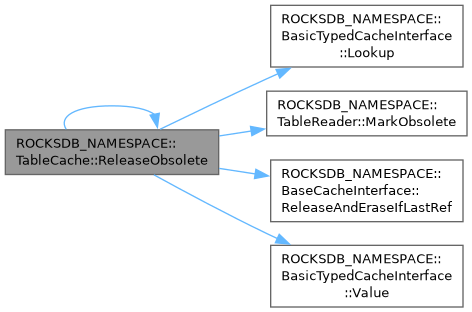 ROCKSDB_NAMESPACE::
BasicTypedCacheInterface
::Lookup
ROCKSDB_NAMESPACE::
TableReader::MarkObsolete
ROCKSDB_NAMESPACE::
TableCache::ReleaseObsolete
ROCKSDB_NAMESPACE::
BaseCacheInterface::
ReleaseAndEraseIfLastRef
ROCKSDB_NAMESPACE::
BasicTypedCacheInterface
::Value